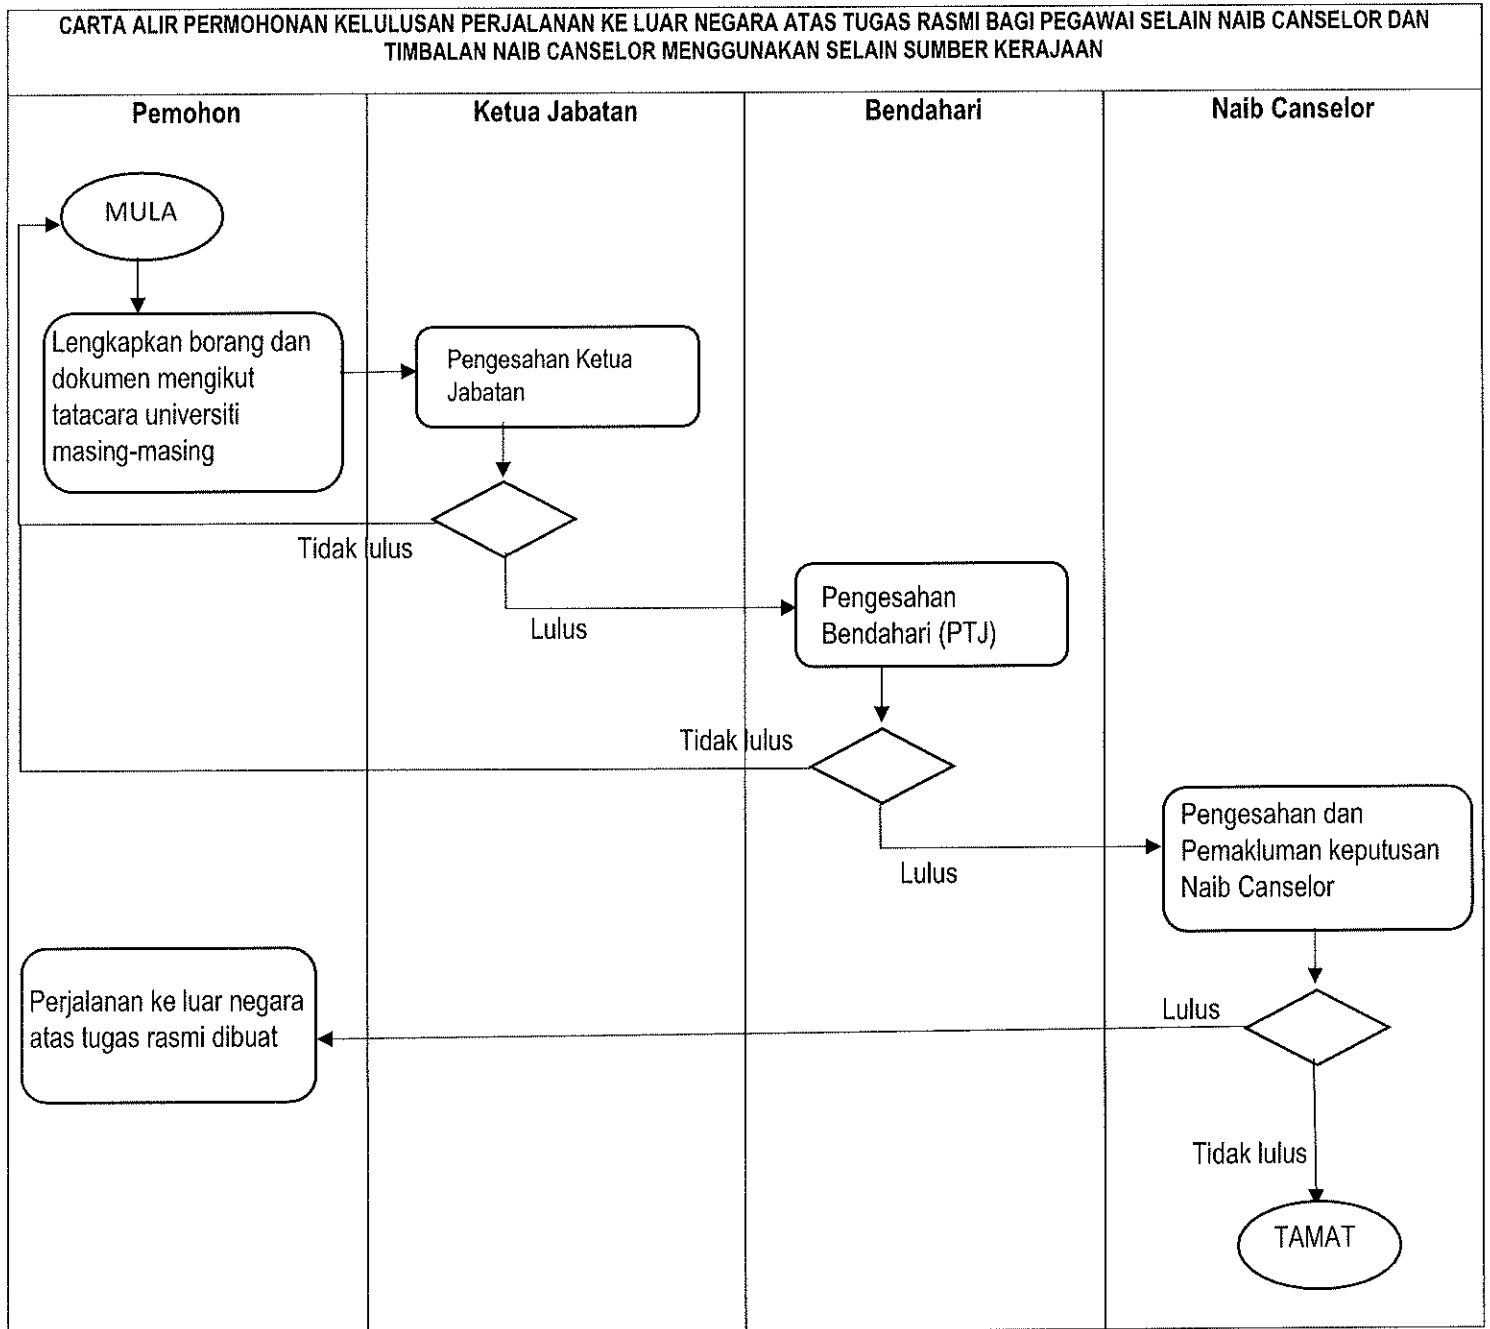 CARTA ALIR PERMOHONAN KELULUSAN PERJALANAN KE LUAR NEGARA ATAS TUGAS RASMI BAGI PEGAWAI SELAIN NAIB CANSELOR DAN
TIMBALAN NAIB CANSELOR MENGGUNAKAN SELAIN SUMBER KERAJAAN
Pemohon
Ketua Jabatan
Bendahari
Naib Canselor
MULA
Lengkapkan borang dan
dokumen mengikut
tatacara universiti
masing-masing
Pengesahan Ketua
Jabatan
Tidak lulus
Lulus
Pengesahan
Bendahari (PTJ)
Tidak lulus
Lulus
Pengesahan dan
Pemakluman keputusan
Naib Canselor
Lulus
Perjalanan ke luar negara
atas tugas rasmi dibuat
Tidak lulus
TAMAT